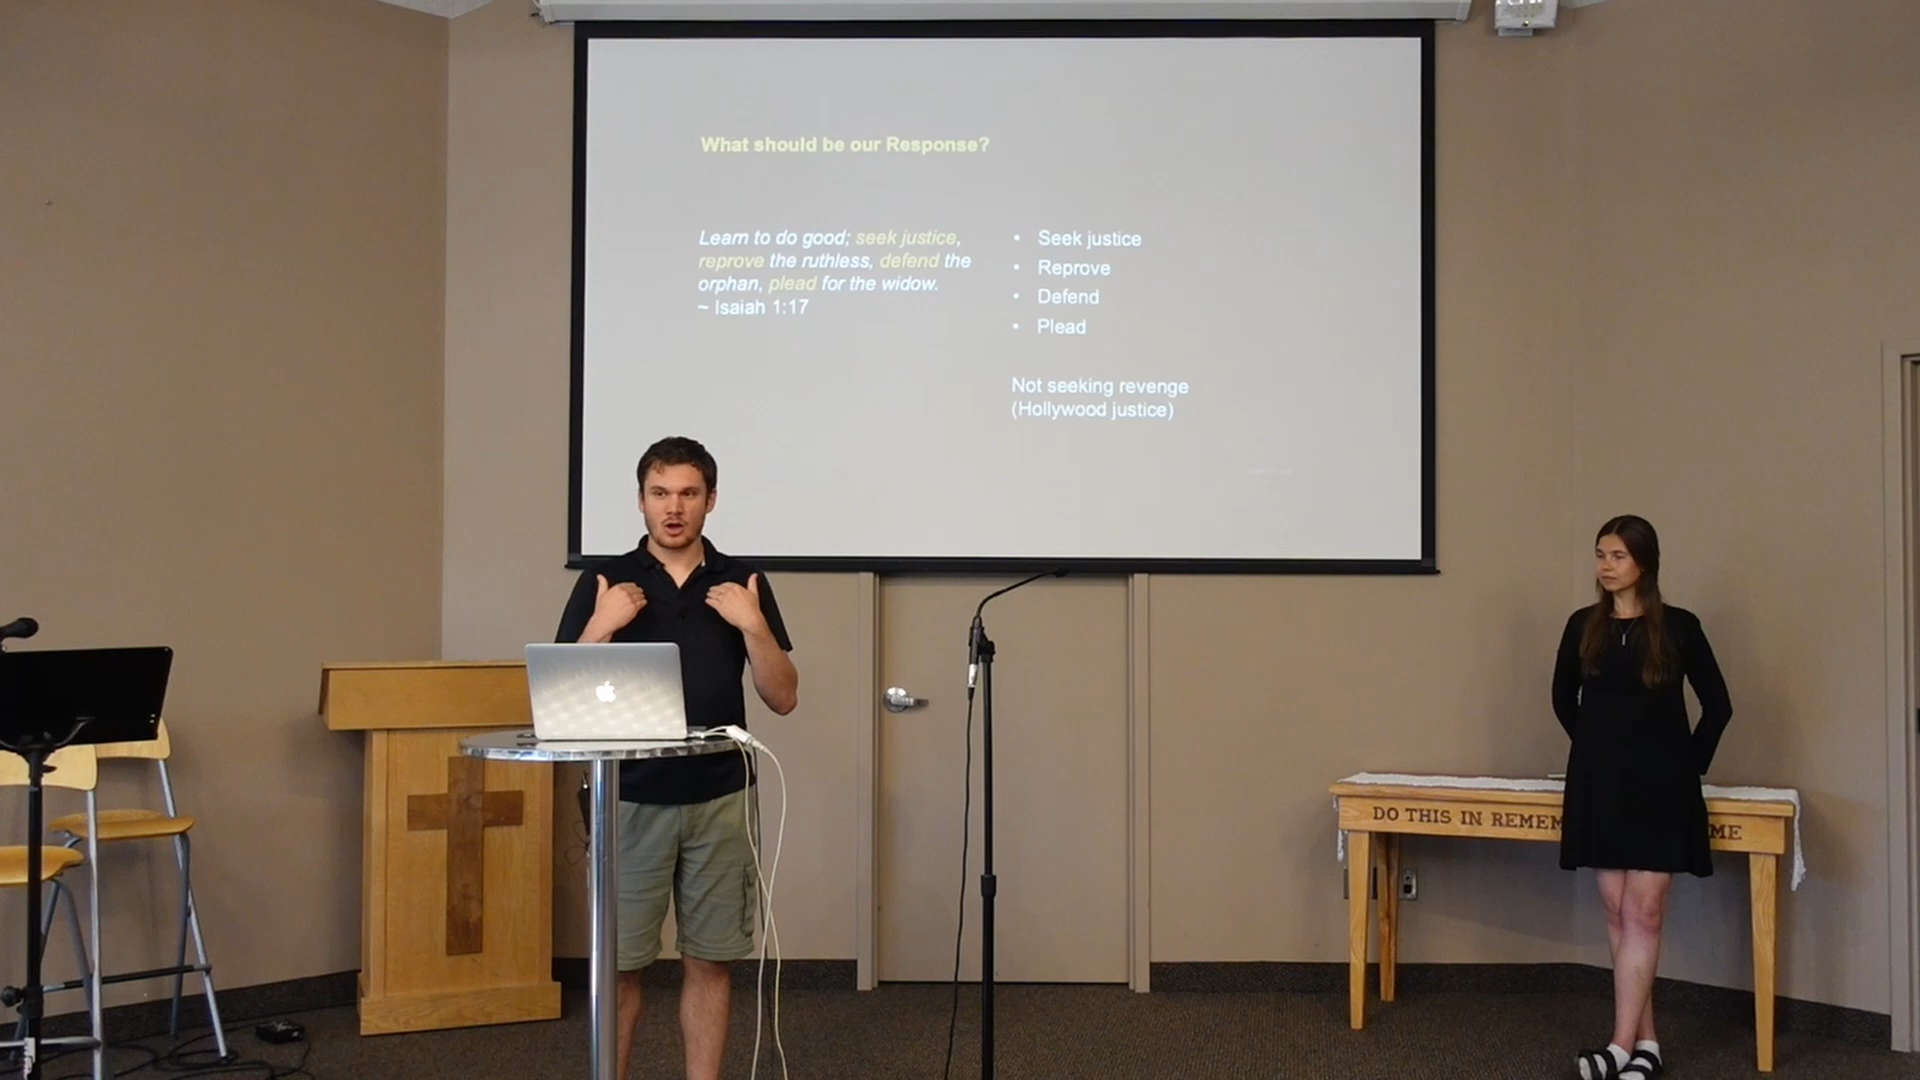 What should be our Response?
Learn to do good; seek justice,
reprove the ruthless, defend the
orphan, plead for the widow.
~ Isaiah 1:17
• Seek justice
• Reprove
• Defend
• Plead
Not seeking revenge
(Hollywood justice)
DO THIS IN REMEM ME